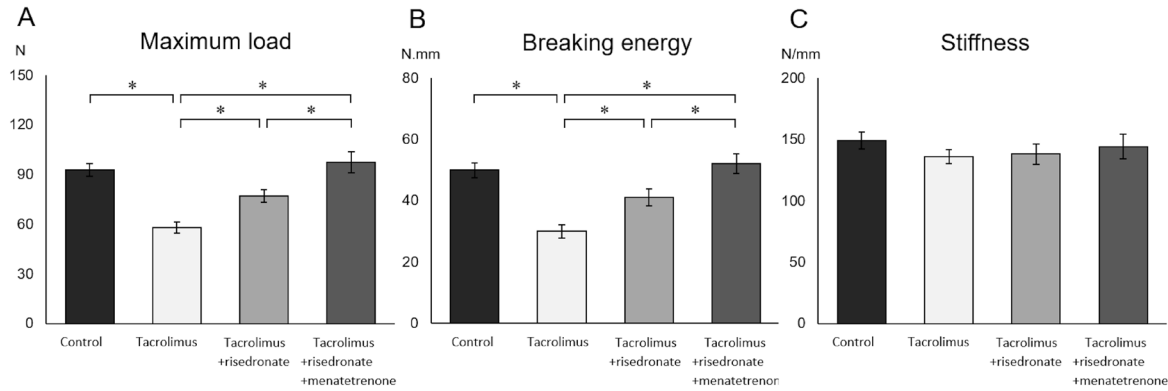 A
Maximum load
N
150
120
90
60
30
0
* * * *
Control
Tacrolimus
Tacrolimus
+risedronate
Tacrolimus
+risedronate
+menatetrenone
B
Breaking energy
N.mm
80
60
40
20
0
* * * *
Control
Tacrolimus
Tacrolimus
+risedronate
Tacrolimus
+risedronate
+menatetrenone
C
Stiffness
N/mm
200
150
100
50
0
Control
Tacrolimus
Tacrolimus
+risedronate
Tacrolimus
+risedronate
+menatetrenone